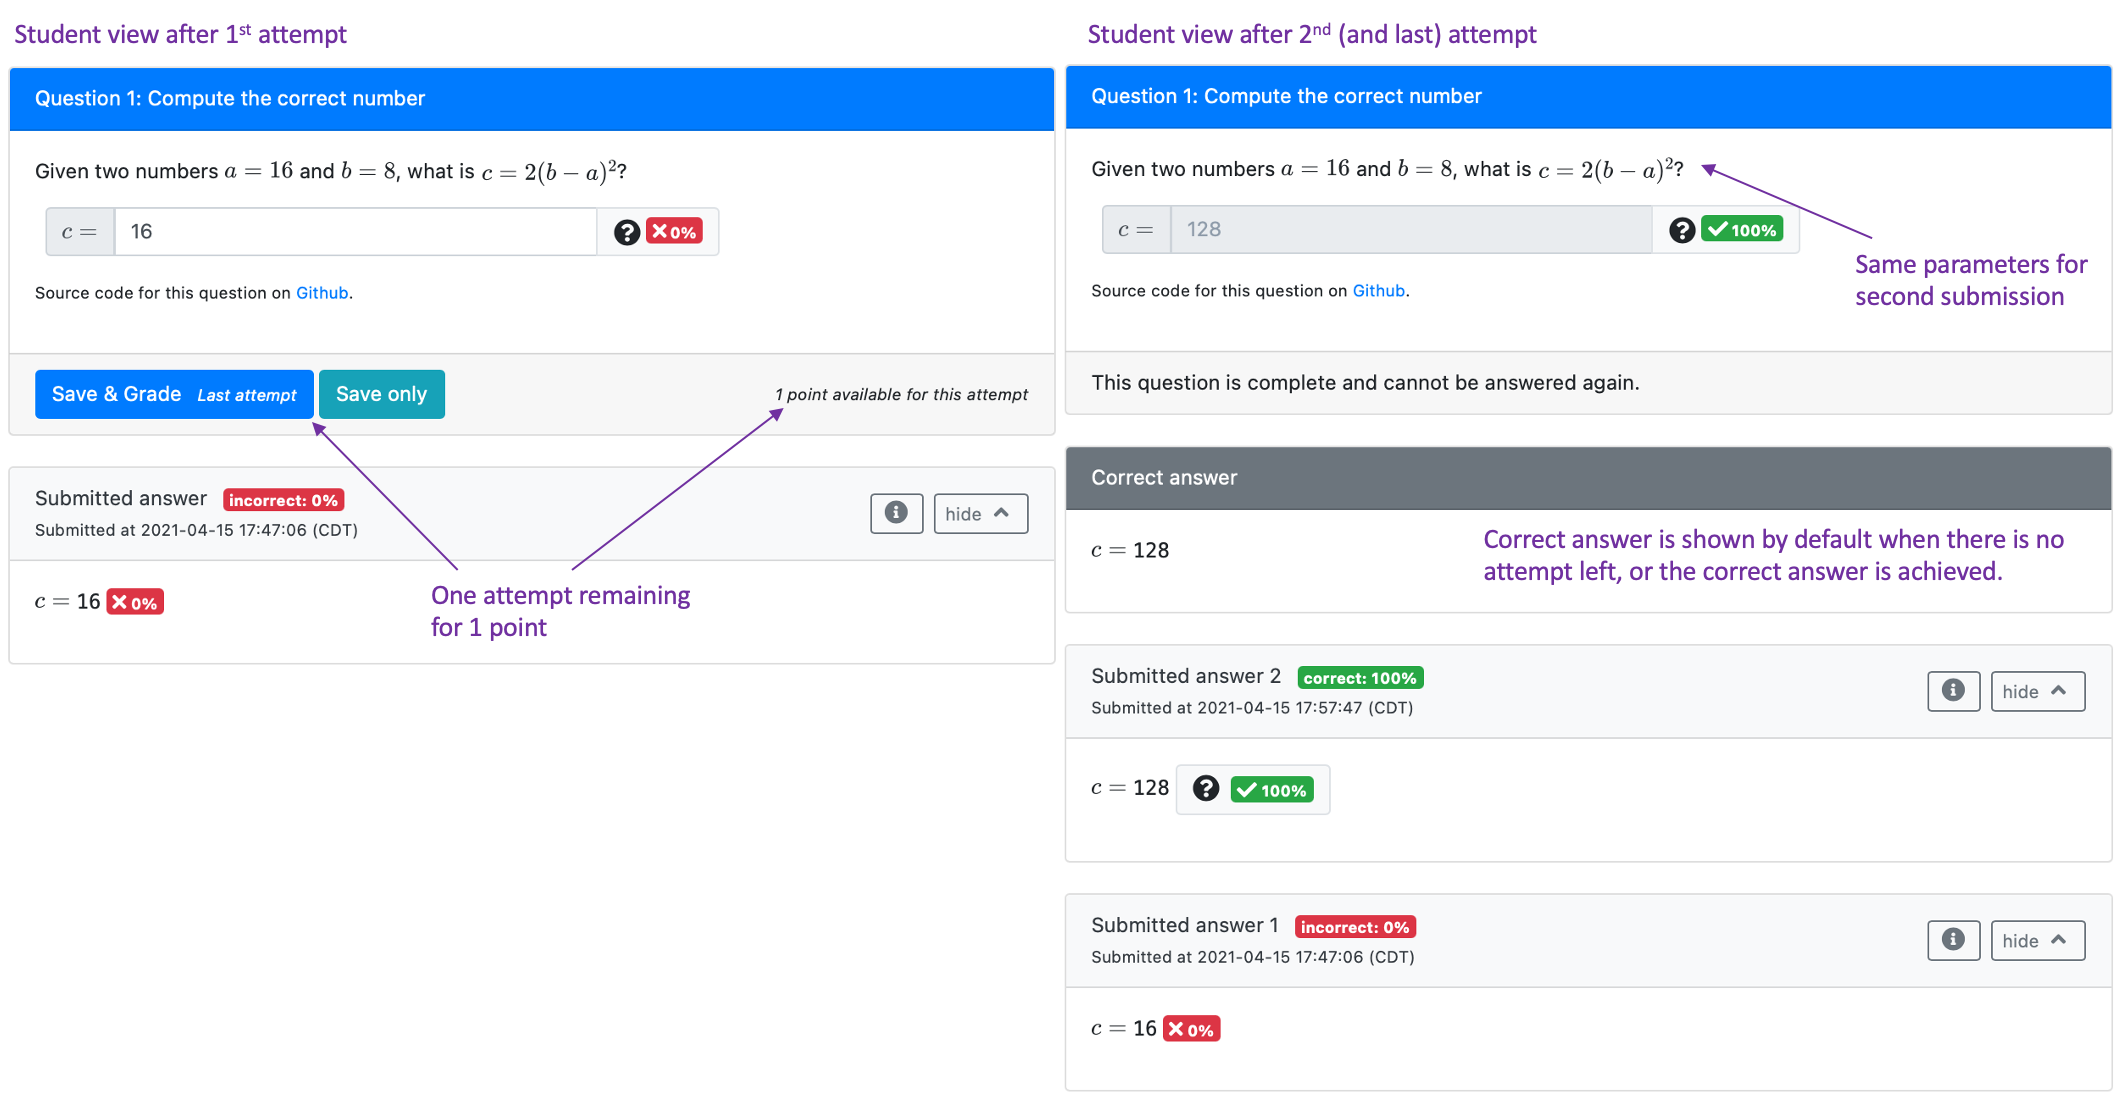 Student view after 1st attempt
Question 1: Compute the correct number
Given two numbers a = 16 and b = 8, what is c = 2(b − a)²?
c = 16 0%
Source code for this question on Github.
Save & Grade Last attempt Save only 1 point available for this attempt
Submitted answer incorrect: 0%
hide
Submitted at 2021-04-15 17:47:06 (CDT)
c = 16 0%
One attempt remaining
for 1 point
Student view after 2nd (and last) attempt
Question 1: Compute the correct number
Given two numbers a = 16 and b = 8, what is c = 2(b − a)²?
c = 128 100%
Same parameters for
second submission
Source code for this question on Github.
This question is complete and cannot be answered again.
Correct answer
c = 128
Correct answer is shown by default when there is no
attempt left, or the correct answer is achieved.
Submitted answer 2 correct: 100%
hide
Submitted at 2021-04-15 17:57:47 (CDT)
c = 128 100%
Submitted answer 1 incorrect: 0%
hide
Submitted at 2021-04-15 17:47:06 (CDT)
c = 16 0%